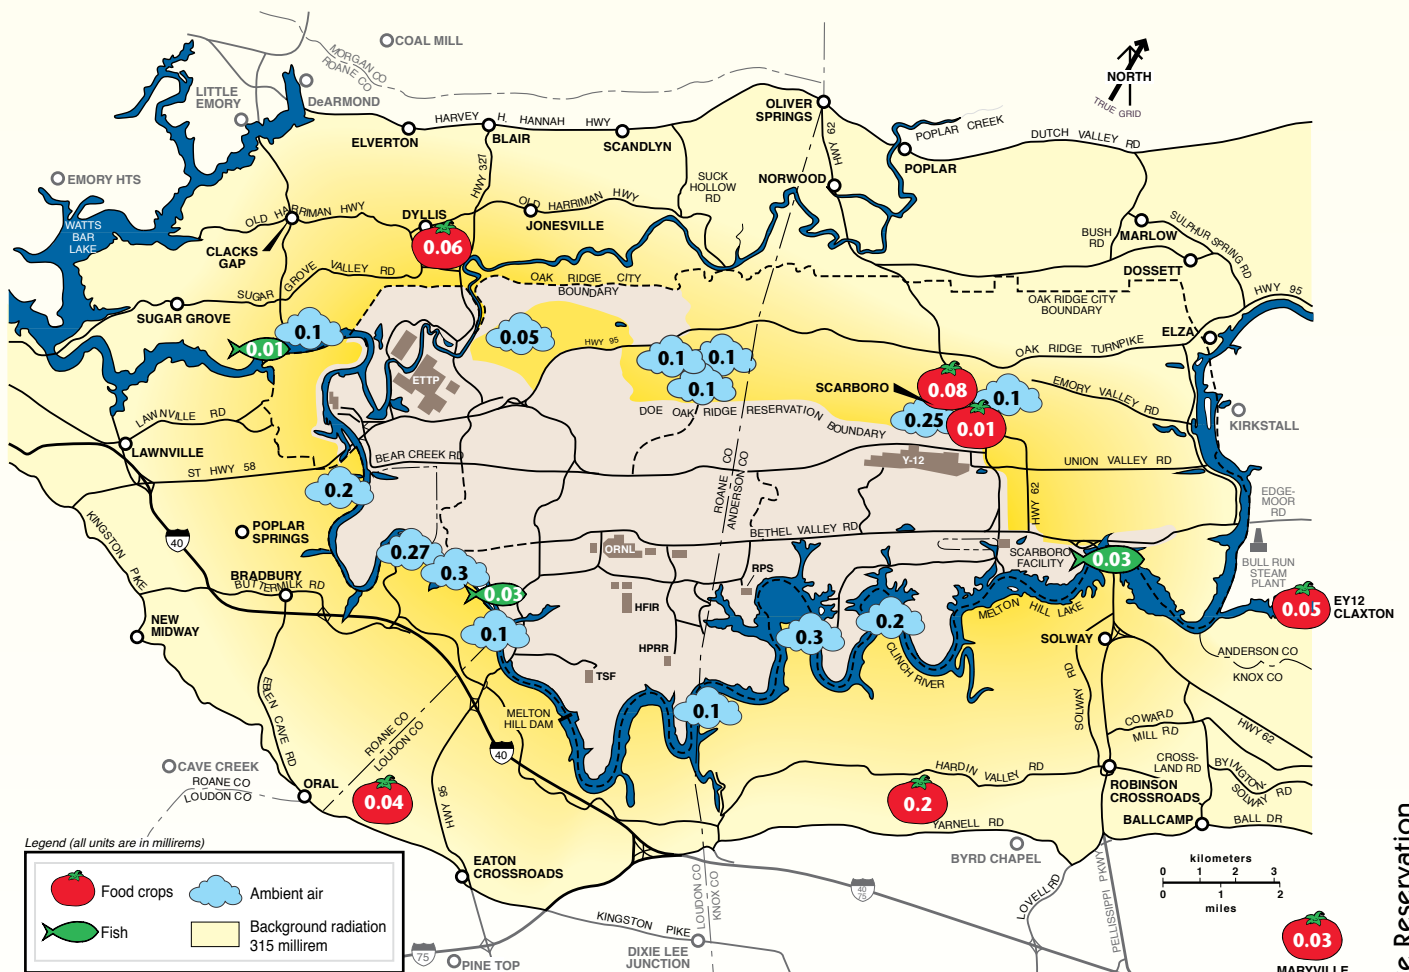 COAL MILL
MORGAN CO
ROANE CO
LITTLE
EMORY
DeARMOND
ELVERTON
HARVEY H. HANNAH HWY
BLAIR
SCANDLYN
OLIVER
SPRINGS
HWY 62
POPLAR CREEK
POPLAR
DUTCH VALLEY RD
NORTH
TRUE GRID
EMORY HTS
WATTS
BAR
LAKE
OLD HARRIMAN HWY
CLACKS
GAP
HWY 327
DYLLIS
0.06
OLD HARRIMAN HWY
JONESVILLE
SUCK
HOLLOW
RD
NORWOOD
BUSH
RD
MARLOW
SULPHUR SPRING RD
DOSSETT
SUGAR GROVE VALLEY RD
SUGAR GROVE
OAK RIDGE CITY
BOUNDARY
OAK RIDGE CITY
BOUNDARY
HWY 95
ELZA
0.01
0.1
0.05
HWY 95
0.1
0.1
0.1
OAK RIDGE TURNPIKE
ETTP
SCARBORO
0.08
0.1
0.25
0.01
EMORY VALLEY RD
KIRKSTALL
DOE OAK RIDGE RESERVATION BOUNDARY
LAWNVILLE RD
LAWNVILLE
ST HWY 58
BEAR CREEK RD
Y-12
UNION VALLEY RD
0.2
ROANE CO
ANDERSON CO
HWY 62
EDGE-
MOOR
RD
KINGSTON PIKE
40
POPLAR
SPRINGS
0.27
0.3
0.03
ORNL
BETHEL VALLEY RD
SCARBORO
FACILITY
0.03
BULL RUN
STEAM
PLANT
BRADBURY
BUTTERMILK RD
RPS
HFIR
0.05
EY12
CLAXTON
NEW
MIDWAY
0.1
HPRR
TSF
0.3
0.2
MELTON HILL LAKE
CLINCH RIVER
SOLWAY
ANDERSON CO
KNOX CO
EBLEN CAVE RD
ROANE CO
LOUDON CO
MELTON
HILL DAM
0.1
SOLWAY RD
COWARD
MILL RD
HWY 62
40
CAVE CREEK
ROANE CO
LOUDON CO
ORAL
0.04
HWY 95
0.2
HARDIN VALLEY RD
CROSS-
LAND RD
BYINGTON
SOLWAY RD
ROBINSON
CROSSROADS
YARNELL RD
BALLCAMP
BALL DR
Legend (all units are in millirems)
Food crops
Ambient air
Fish
Background radiation
315 millirem
EATON
CROSSROADS
BYRD CHAPEL
LOUDON CO
KNOX CO
LOVELL RD
PELLISSIPPI PKWY
kilometers
0 1 2 3
0 1 2
miles
KINGSTON PIKE
DIXIE LEE
JUNCTION
75
PINE TOP
0.03
MARYVILLE
e Reservation